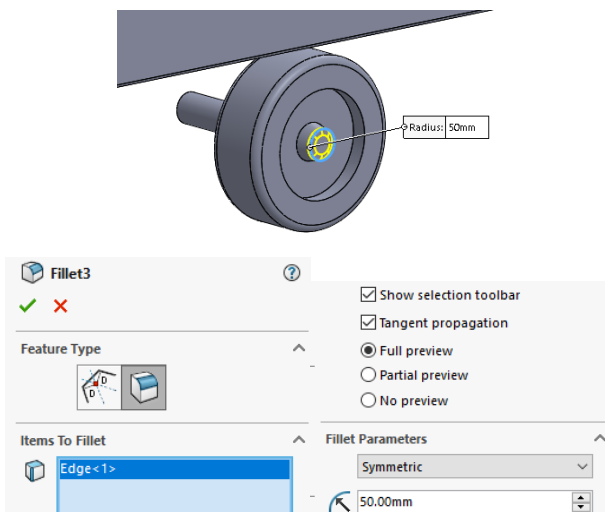 Radius: 50mm
Fillet3
Feature Type
D
D
Items To Fillet
Edge<1>
Show selection toolbar
Tangent propagation
Full preview
Partial preview
No preview
Fillet Parameters
Symmetric
50.00mm